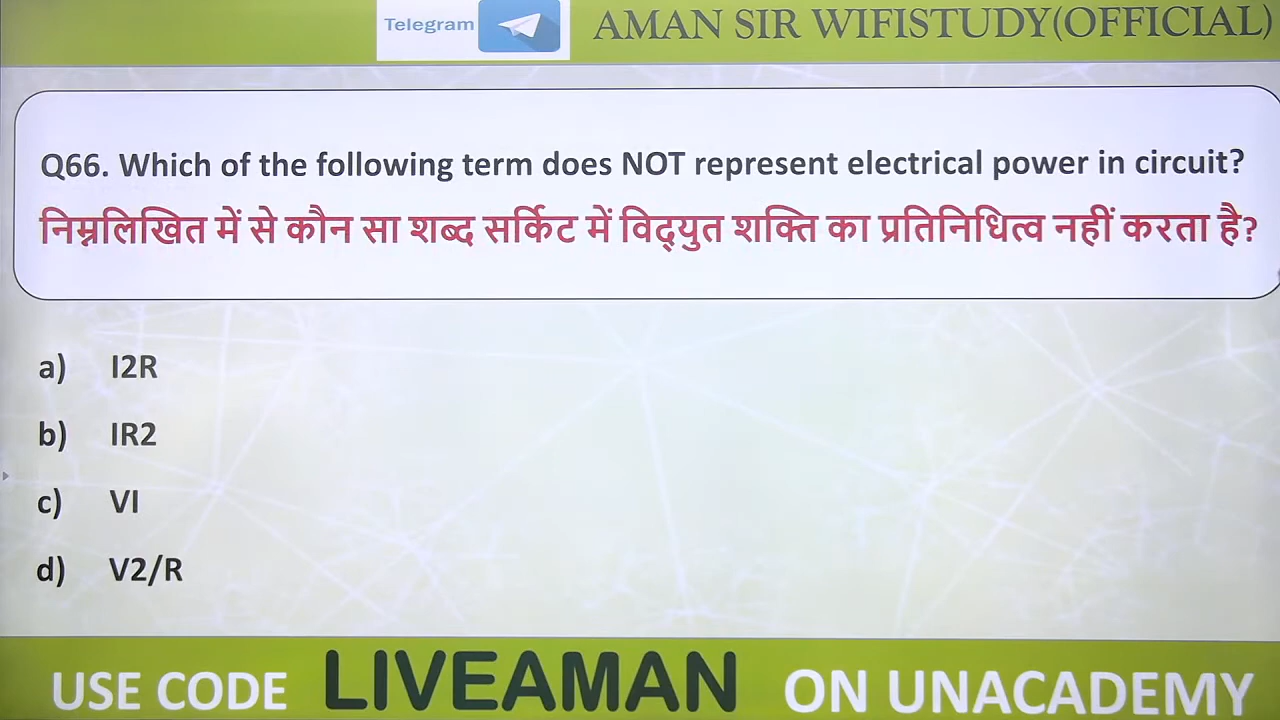 Telegram
AMAN SIR WIFISTUDY(OFFICIAL)
Q66. Which of the following term does NOT represent electrical power in circuit?
निम्नलिखित में से कौन सा शब्द सर्किट में विद्युत शक्ति का प्रतिनिधित्व नहीं करता है?
a) I2R
b) IR2
c) VI
d) V2/R
USE CODE LIVEAMAN ON UNACADEMY